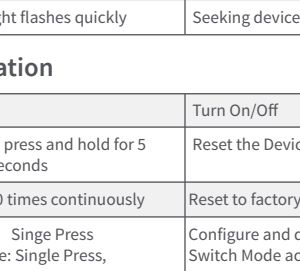 ght flashes quickly Seeking device
ation
Turn On/Off
press and hold for 5 Reset the Devic
econds
0 times continuously Reset to factory
Singe Press Configure and
e: Single Press, Switch Mode ac